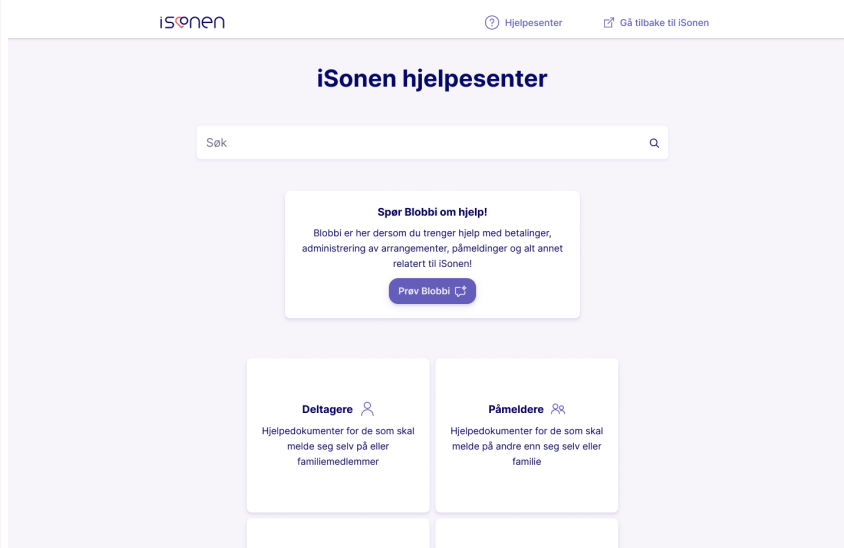 isonen
Hjelpesenter
Gå tilbake til iSonen
iSonen hjelpesenter
Søk
Spør Blobbi om hjelp!
Blobbi er her dersom du trenger hjelp med betalinger,
administrering av arrangementer, påmeldinger og alt annet
relatert til iSonen!
Prøv Blobbi
Deltagere
Hjelpedokumenter for de som skal
melde seg selv på eller
familiemedlemmer
Påmeldere
Hjelpedokumenter for de som skal
melde på andre enn seg selv eller
familie